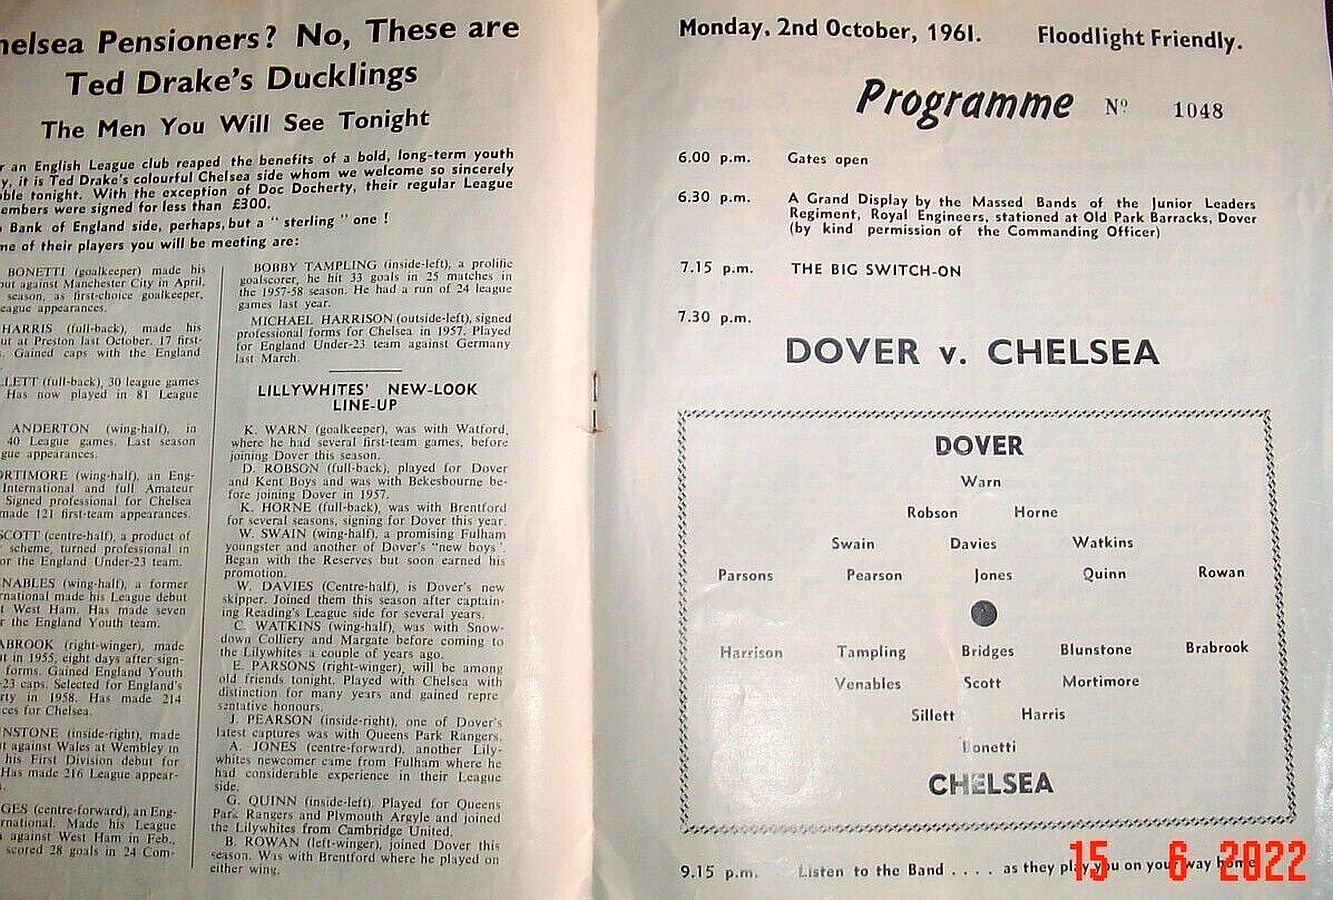 helsea Pensioners? No, These are
Ted Drake's Ducklings
The Men You Will See Tonight
r an English League club reaped the benefits of a bold, long-term youth
y, it is Ted Drake's colourful Chelsea side whom we welcome so sincerely
ble tonight. With the exception of Doc Docherty, their regular League
embers were signed for less than £300.
Bank of England side, perhaps, but a " sterling " one !
me of their players you will be meeting are:
BONETTI (goalkeeper) made his
ut against Manchester City in April.
season, as first-choice goalkeeper,
eague appearances.
HARRIS (full-back), made his
ut at Preston last October. 17 first-
. Gained caps with the England
LETT (full-back), 30 league games
Has now played in 81 League
ANDERTON (wing-half), in
40 League games. Last season
gue appearances.
ORTIMORE (wing-half), an Eng-
International and full Amateur
Signed professional for Chelsea
made 121 first-team appearances.
SCOTT (centre-half), a product of
scheme, turned professional in
or the England Under-23 team.
NABLES (wing-half), a former
rnational made his League debut
t West Ham. Has made seven
r the England Youth team.
ABROOK (right-winger), made
ut in 1955, eight days after sign-
forms. Gained England Youth
-23 caps. Selected for England's
rty in 1958. Has made 214
ces for Chelsea.
NSTONE (inside-right), made
t against Wales at Wembley in
his First Division debut for
Has made 216 League appear-
GES (centre-forward), an Eng-
rnational. Made his League
against West Ham in Feb.,
scored 28 goals in 24 Com-
BOBBY TAMPLING (inside-left), a prolific
goalscorer, he hit 33 goals in 25 matches in
the 1957-58 season. He had a run of 24 league
games last year.
MICHAEL HARRISON (outside-left), signed
professional forms for Chelsea in 1957. Played
for England Under-23 team against Germany
last March.
LILLYWHITES' NEW-LOOK
LINE-UP
K. WARN (goalkeeper), was with Watford,
where he had several first-team games, before
joining Dover this season.
D. ROBSON (full-back), played for Dover
and Kent Boys and was with Bekesbourne be-
fore joining Dover in 1957.
K. HORNE (full-back), was with Brentford
for several seasons, signing for Dover this year.
W. SWAIN (wing-half), a promising Fulham
youngster and another of Dover's "new boys".
Began with the Reserves but soon earned his
promotion.
W. DAVIES (Centre-half), is Dover's new
skipper. Joined them this season after captain-
ing Reading's League side for several years.
C. WATKINS (wing-half), was with Snow-
down Colliery and Margate before coming to
the Lilywhites a couple of years ago.
E. PARSONS (right-winger), will be among
old friends tonight. Played with Chelsea with
distinction for many years and gained repre
sentative honours.
J. PEARSON (inside-right), one of Dover's
latest captures was with Queens Park Rangers.
A. JONES (centre-forward), another Lily-
whites newcomer came from Fulham where he
had considerable experience in their League
side.
G. QUINN (inside-left). Played for Queens
Park Rangers and Plymouth Argyle and joined
the Lilywhites from Cambridge United.
B. ROWAN (left-winger), joined Dover this
season. Was with Brentford where he played on
either wing.
Monday, 2nd October, 1961. Floodlight Friendly.
Programme Nº 1048
6.00 p.m. Gates open
6.30 p.m. A Grand Display by the Massed Bands of the Junior Leaders
Regiment, Royal Engineers, stationed at Old Park Barracks, Dover
(by kind permission of the Commanding Officer)
7.15 p.m. THE BIG SWITCH-ON
7.30 p.m.
DOVER v. CHELSEA
DOVER
Warn
Robson Horne
Swain Davies Watkins
Parsons Pearson Jones Quinn Rowan
Harrison Tampling Bridges Blunstone Brabrook
Venables Scott Mortimore
Sillett Harris
Bonetti
CHELSEA
9.15 p.m. Listen to the Band . . . . as they play you on your way home
15 6 2022